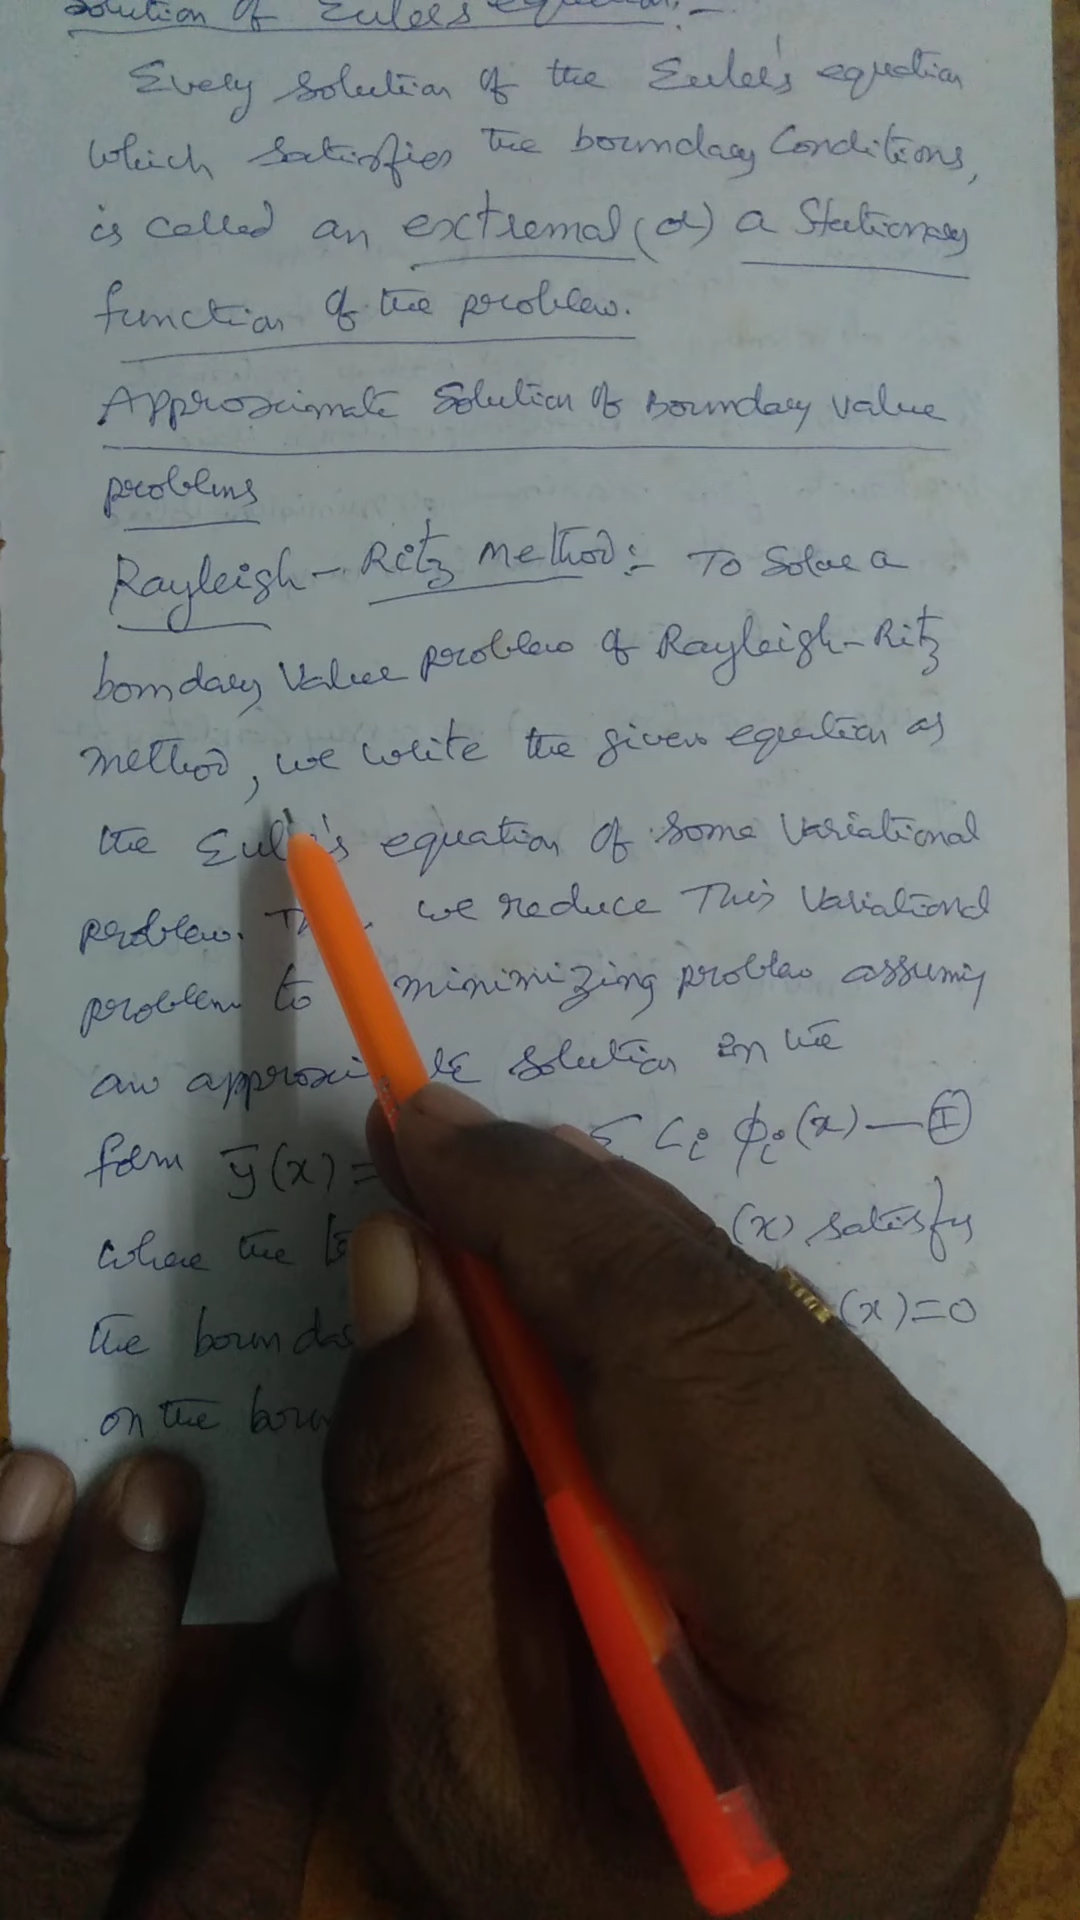 Solution of Euler's equation:-
Every solution of the Euler's equation
which satisfies the boundary Conditions,
is called an extremal (or) a Stationary
function of the problem.
Approximate Solution of Boundary value
problems
Rayleigh-Ritz Method:- To Solve a
boundary value problem of Rayleigh-Ritz
method, we write the given equation as
the Euler's equation of some variational
problem. we reduce This variational
problem to minimizing problem assuming
an solution in the
form ȳ(x) = Σ Cᵢ ϕᵢ(x) — Ⓘ
where the (x) satisfy
the (x)=0
on the